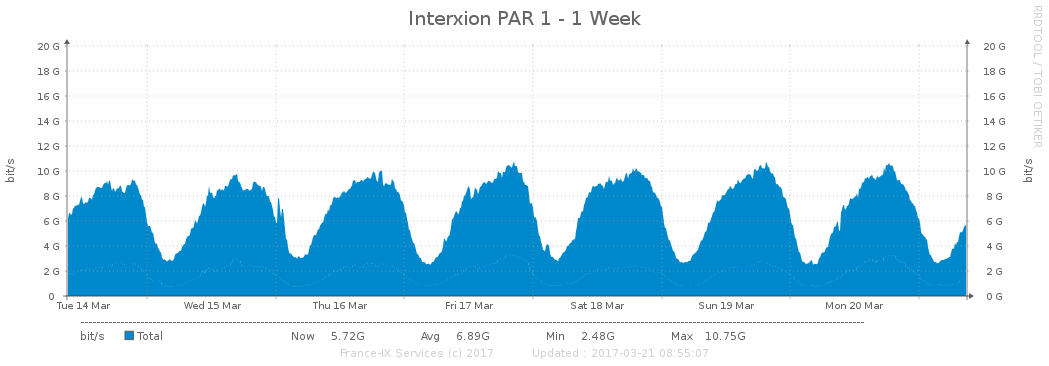 Interxion PAR 1 - 1 Week
RRDTOOL / TOBI OETIKER
bit/s
20 G 20 G
18 G 18 G
16 G 16 G
14 G 14 G
12 G 12 G
10 G 10 G
8 G 8 G
6 G 6 G
4 G 4 G
2 G 2 G
0 0 G
bit/s
Tue 14 Mar Wed 15 Mar Thu 16 Mar Fri 17 Mar Sat 18 Mar Sun 19 Mar Mon 20 Mar
bit/s Total Now 5.72G Avg 6.89G Min 2.48G Max 10.75G
France-IX Services (c) 2017 Updated : 2017-03-21 08:55:07